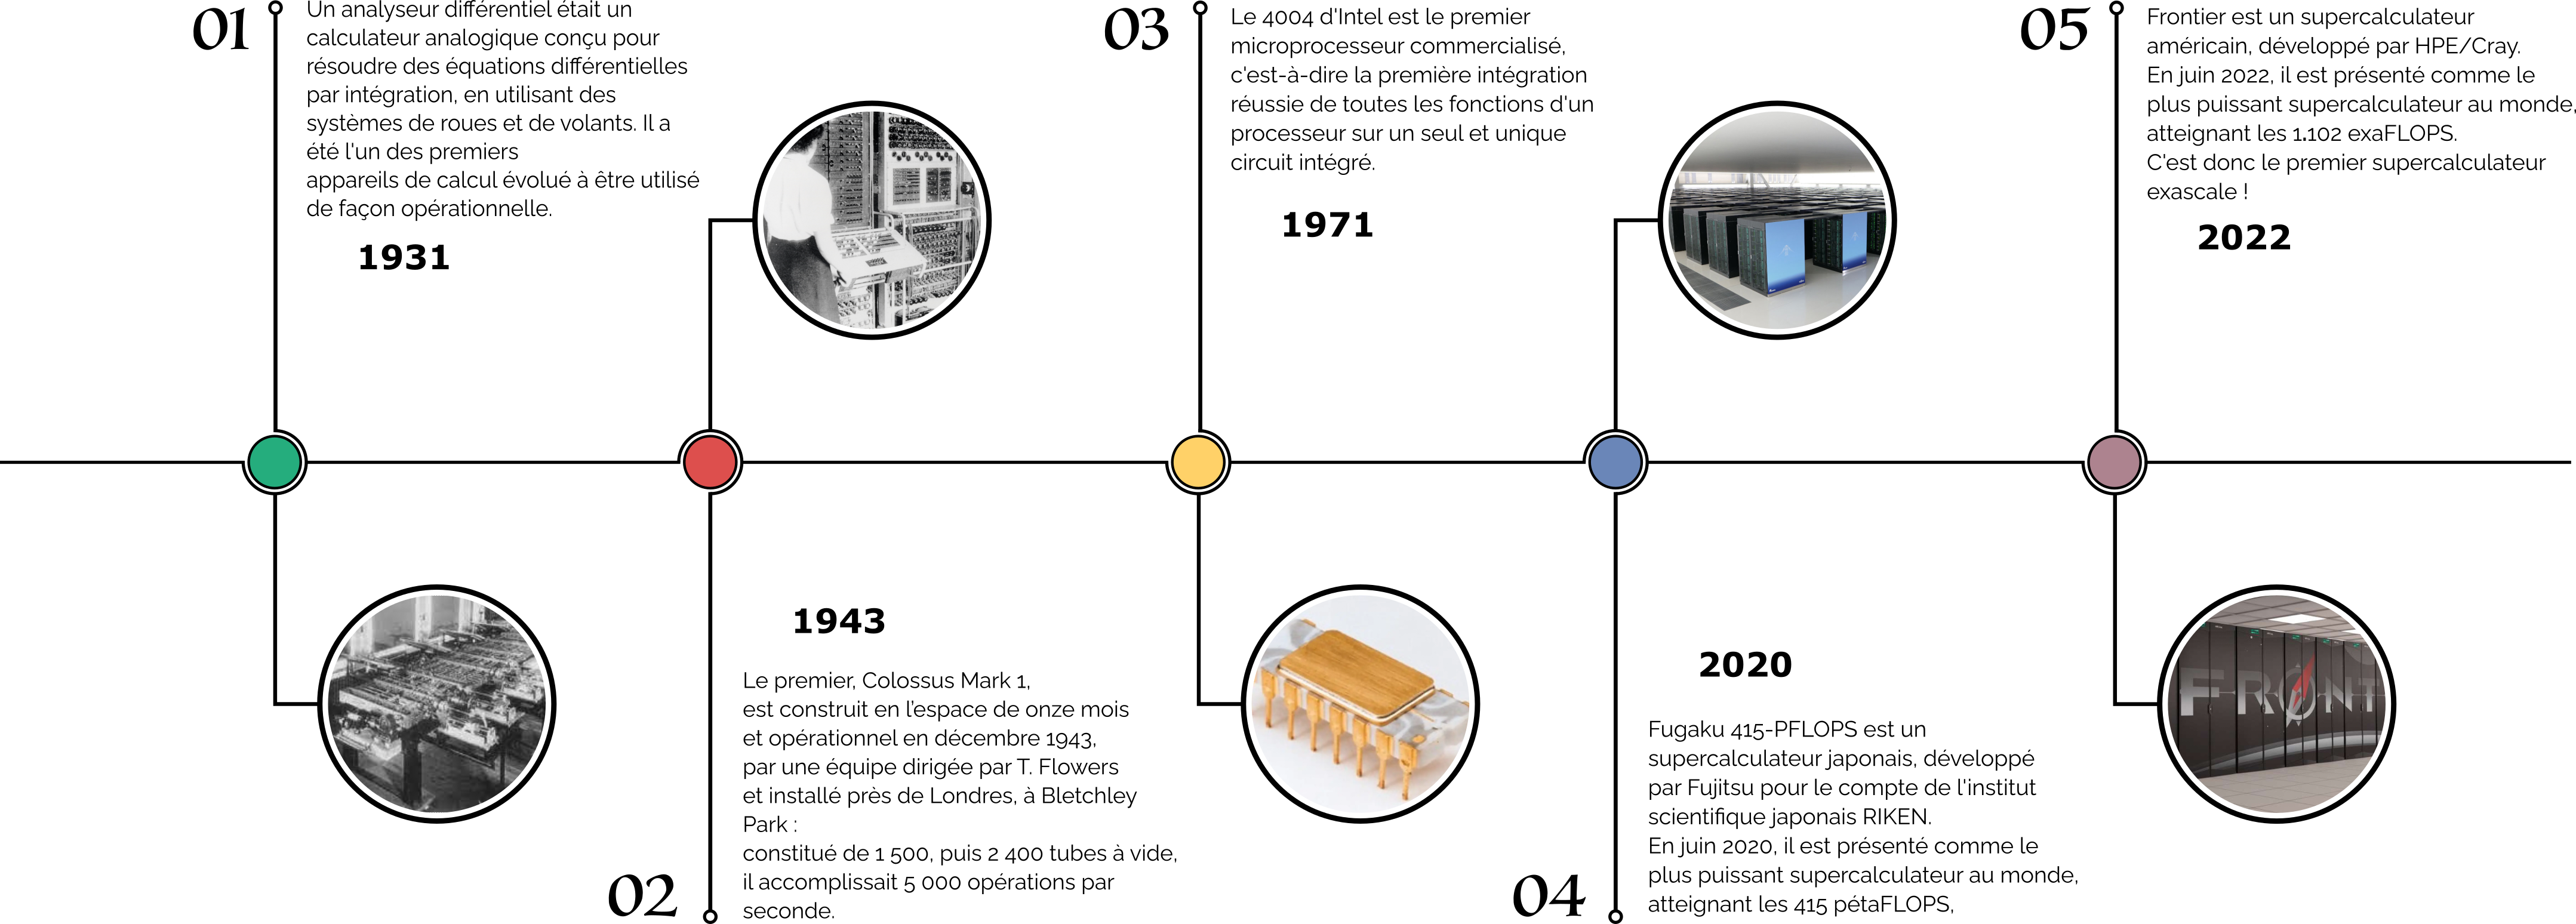 01
Un analyseur différentiel était un
calculateur analogique conçu pour
résoudre des équations différentielles
par intégration, en utilisant des
systèmes de roues et de volants. Il a
été l'un des premiers
appareils de calcul évolué à être utilisé
de façon opérationnelle.
1931
1943
Le premier, Colossus Mark 1,
est construit en l'espace de onze mois
et opérationnel en décembre 1943,
par une équipe dirigée par T. Flowers
et installé près de Londres, à Bletchley
Park :
constitué de 1 500, puis 2 400 tubes à vide,
il accomplissait 5 000 opérations par
seconde.
02
03
Le 4004 d'Intel est le premier
microprocesseur commercialisé,
c'est-à-dire la première intégration
réussie de toutes les fonctions d'un
processeur sur un seul et unique
circuit intégré.
1971
2020
Fugaku 415-PFLOPS est un
supercalculateur japonais, développé
par Fujitsu pour le compte de l'institut
scientifique japonais RIKEN.
En juin 2020, il est présenté comme le
plus puissant supercalculateur au monde,
atteignant les 415 pétaFLOPS,
04
05
Frontier est un supercalculateur
américain, développé par HPE/Cray.
En juin 2022, il est présenté comme le
plus puissant supercalculateur au monde,
atteignant les 1.102 exaFLOPS.
C'est donc le premier supercalculateur
exascale !
2022
FRONT